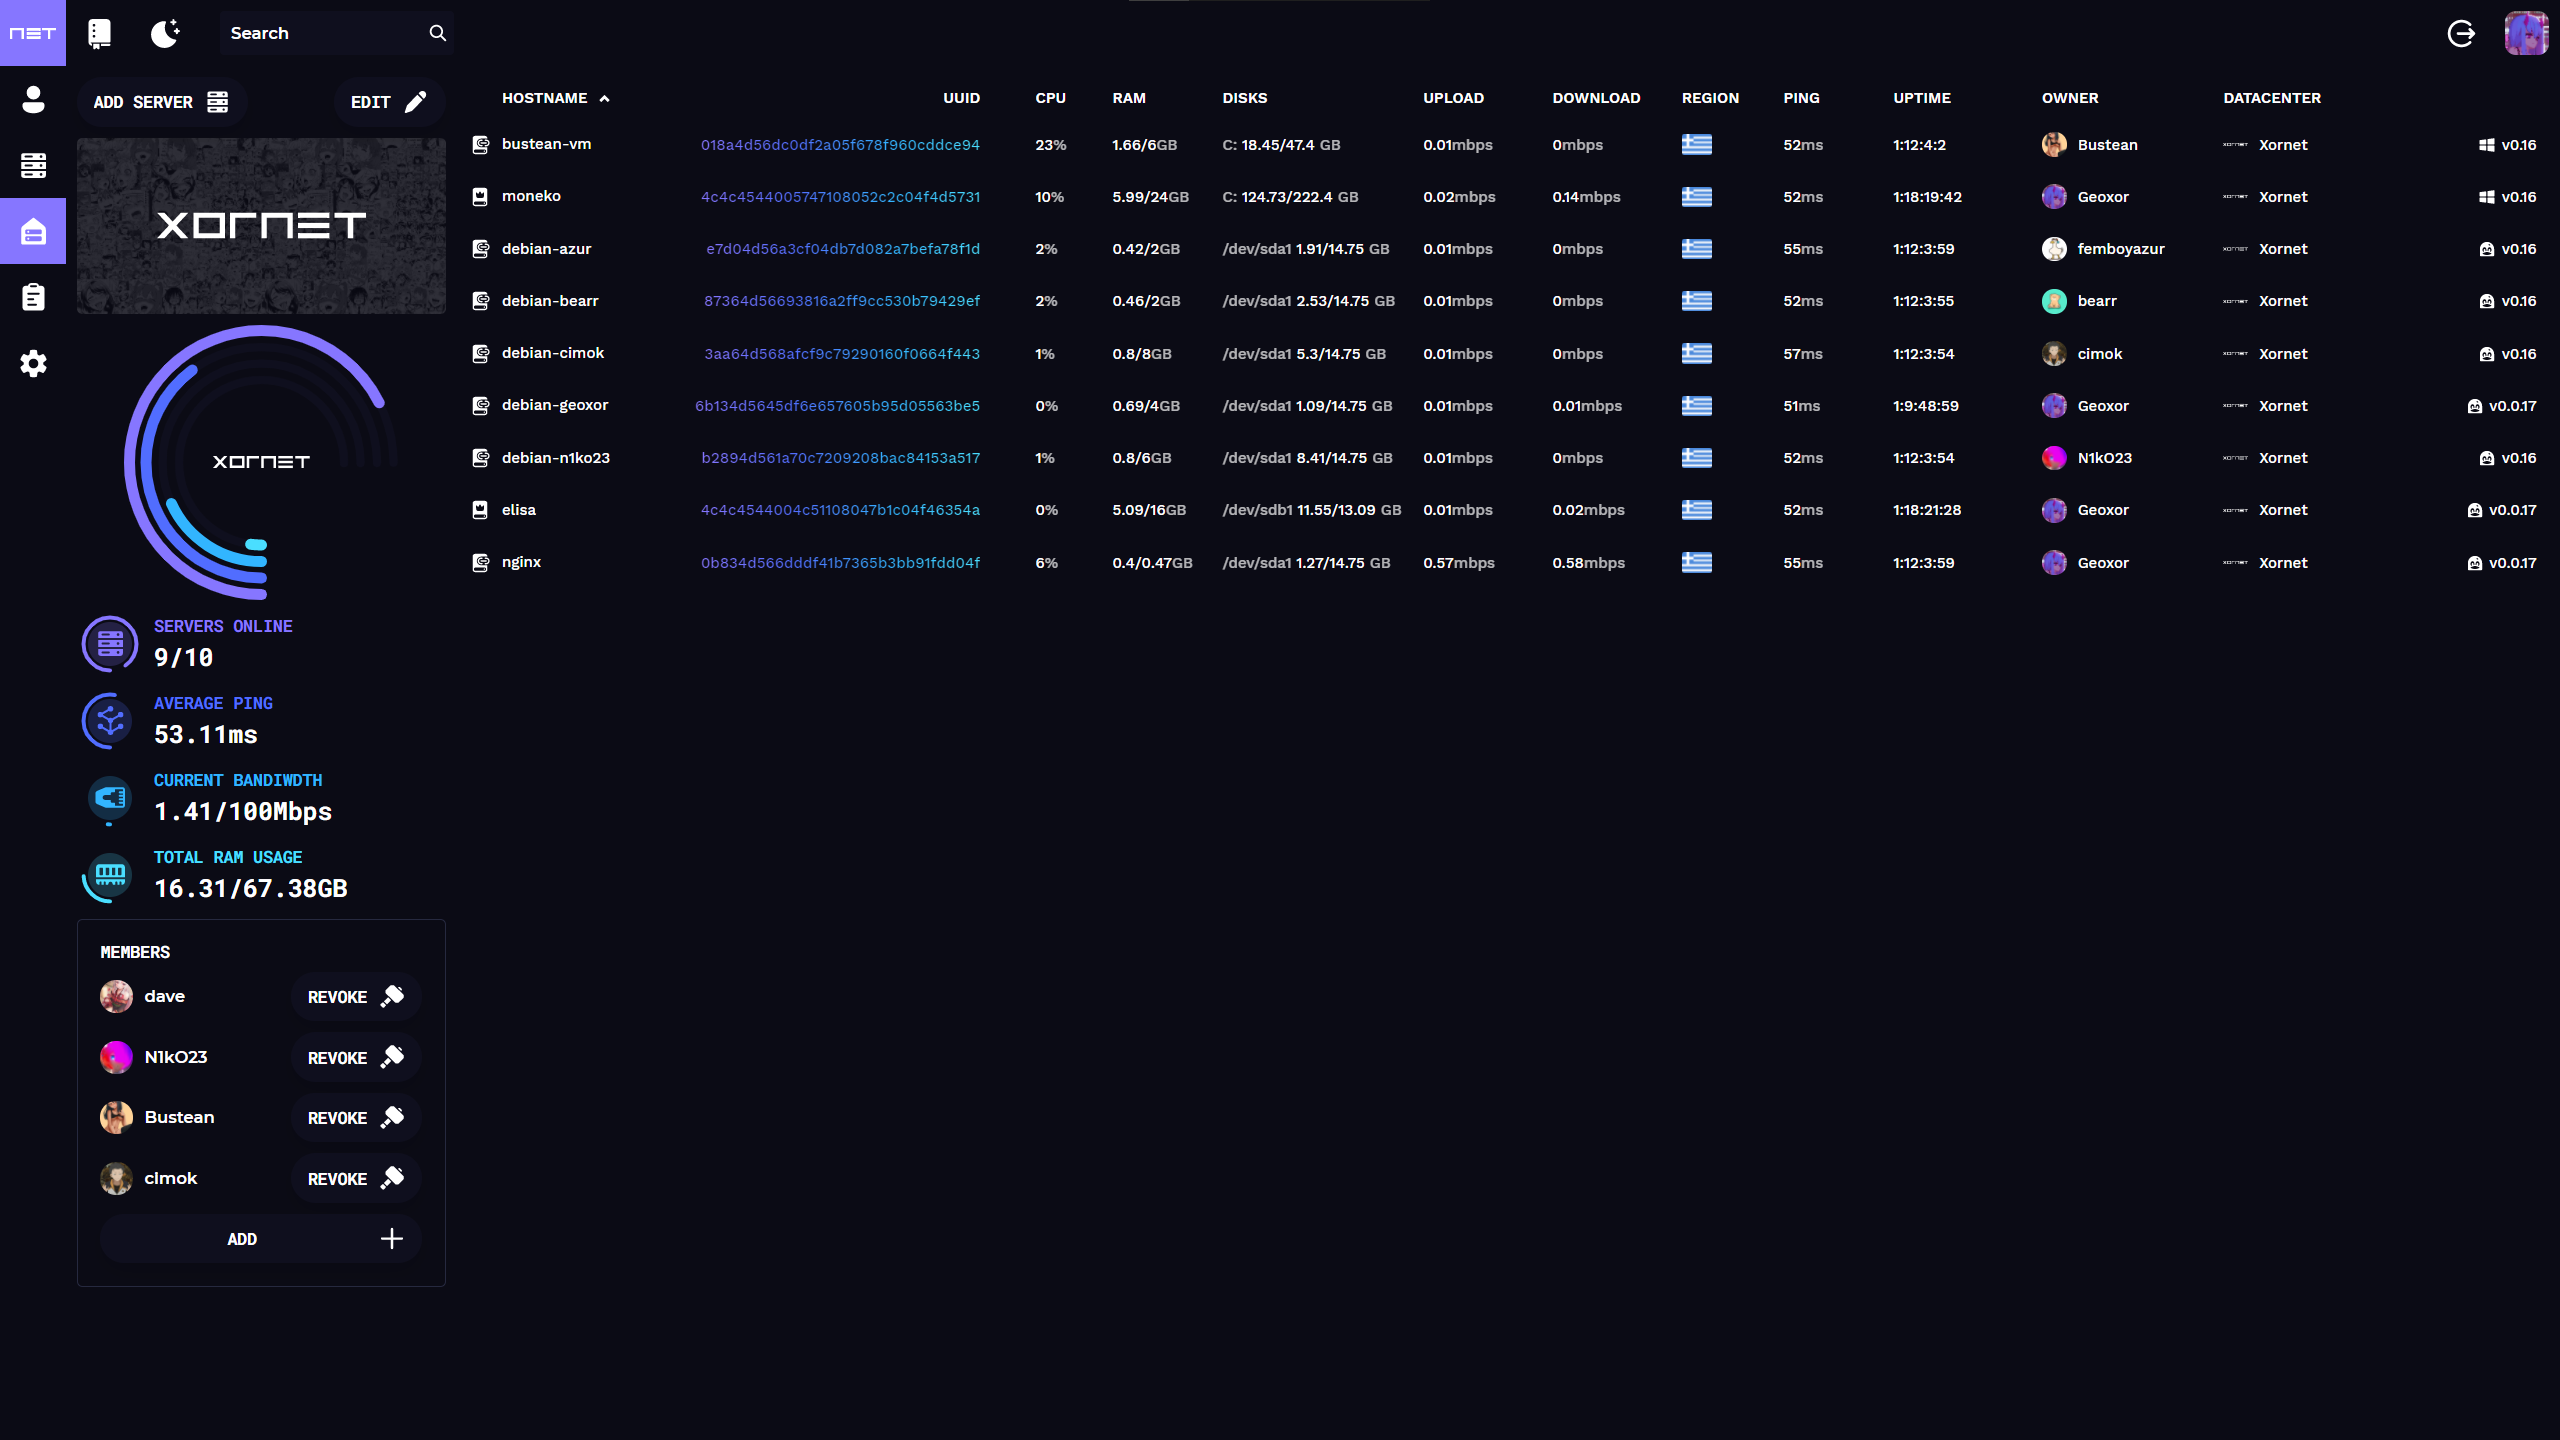 NET
Search
ADD SERVER
EDIT
XORNET
XORNET
SERVERS ONLINE
9/10
AVERAGE PING
53.11ms
CURRENT BANDIWDTH
1.41/100Mbps
TOTAL RAM USAGE
16.31/67.38GB
MEMBERS
dave REVOKE
N1kO23 REVOKE
Bustean REVOKE
cImok REVOKE
ADD
HOSTNAME UUID CPU RAM DISKS UPLOAD DOWNLOAD REGION PING UPTIME OWNER DATACENTER
bustean-vm 018a4d56dc0df2a05f678f960cddce94 23% 1.66/6GB C: 18.45/47.4 GB 0.01mbps 0mbps 52ms 1:12:4:2 Bustean XORNET Xornet v0.16
moneko 4c4c4544005747108052c2c04f4d5731 10% 5.99/24GB C: 124.73/222.4 GB 0.02mbps 0.14mbps 52ms 1:18:19:42 Geoxor XORNET Xornet v0.16
debian-azur e7d04d56a3cf04db7d082a7befa78f1d 2% 0.42/2GB /dev/sda1 1.91/14.75 GB 0.01mbps 0mbps 55ms 1:12:3:59 femboyazur XORNET Xornet v0.16
debian-bearr 87364d56693816a2ff9cc530b79429ef 2% 0.46/2GB /dev/sda1 2.53/14.75 GB 0.01mbps 0mbps 52ms 1:12:3:55 bearr XORNET Xornet v0.16
debian-cimok 3aa64d568afcf9c79290160f0664f443 1% 0.8/8GB /dev/sda1 5.3/14.75 GB 0.01mbps 0mbps 57ms 1:12:3:54 cimok XORNET Xornet v0.16
debian-geoxor 6b134d5645df6e657605b95d05563be5 0% 0.69/4GB /dev/sda1 1.09/14.75 GB 0.01mbps 0.01mbps 51ms 1:9:48:59 Geoxor XORNET Xornet v0.0.17
debian-n1ko23 b2894d561a70c7209208bac84153a517 1% 0.8/6GB /dev/sda1 8.41/14.75 GB 0.01mbps 0mbps 52ms 1:12:3:54 N1kO23 XORNET Xornet v0.16
elisa 4c4c4544004c51108047b1c04f46354a 0% 5.09/16GB /dev/sdb1 11.55/13.09 GB 0.01mbps 0.02mbps 52ms 1:18:21:28 Geoxor XORNET Xornet v0.0.17
nginx 0b834d566dddf41b7365b3bb91fdd04f 6% 0.4/0.47GB /dev/sda1 1.27/14.75 GB 0.57mbps 0.58mbps 55ms 1:12:3:59 Geoxor XORNET Xornet v0.0.17